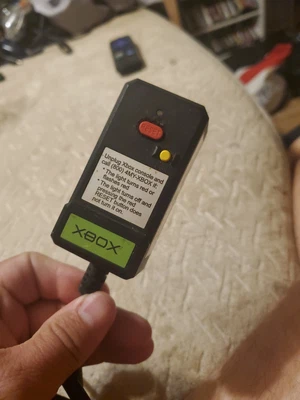 Unplug Xbox console and
call (800) 4MY-XBOX if:
* The light turns red or
flashes red
* The light turns off and
pressing the red
RESET button does
not turn it on.
XBOX